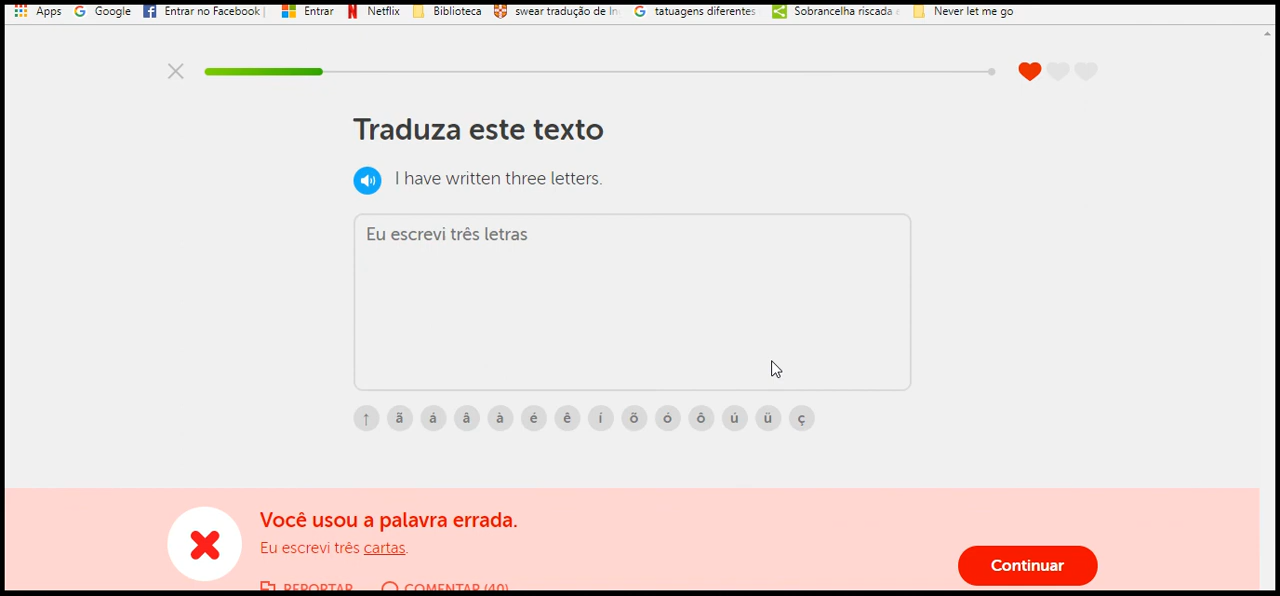 Apps Google Entrar no Facebook Entrar Netflix Biblioteca swear tradução de In tatuagens diferentes Sobrancelha riscada Never let me go
Traduza este texto
I have written three letters.
Eu escrevi três letras
↑ ã á â à é ê í õ ó ô ú ü ç
Você usou a palavra errada.
Eu escrevi três cartas.
Continuar
REPORTAR COMENTAR (40)